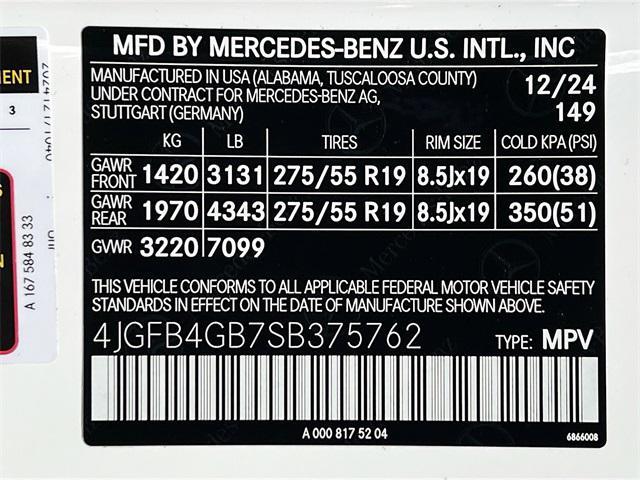 MFD BY MERCEDES-BENZ U.S. INTL., INC
MANUFACTURED IN USA (ALABAMA, TUSCALOOSA COUNTY) 12/24
UNDER CONTRACT FOR MERCEDES-BENZ AG,
STUTTGART (GERMANY) 149
KG LB TIRES RIM SIZE COLD KPA (PSI)
GAWR FRONT 1420 3131 275/55 R19 8.5Jx19 260(38)
GAWR REAR 1970 4343 275/55 R19 8.5Jx19 350(51)
GVWR 3220 7099
THIS VEHICLE CONFORMS TO ALL APPLICABLE FEDERAL MOTOR VEHICLE SAFETY
STANDARDS IN EFFECT ON THE DATE OF MANUFACTURE SHOWN ABOVE.
4JGFB4GB7SB375762 TYPE: MPV
A 000 817 52 04
6866008
3
A 167 584 83 33